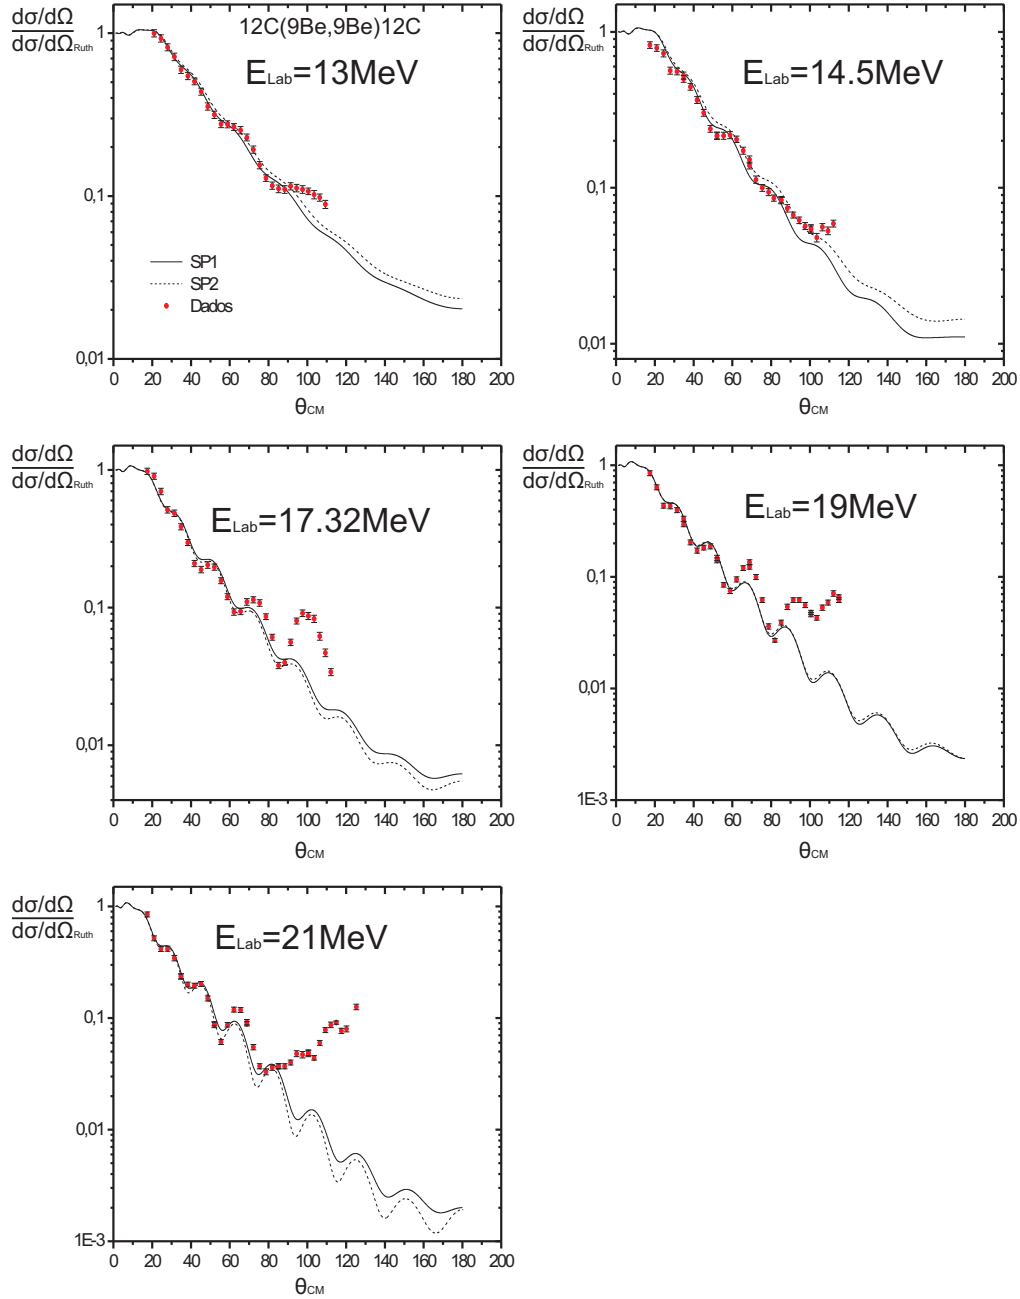 dσ/dΩ
dσ/dΩRuth
12C(9Be,9Be)12C
ELab=13MeV
1
0,1
0,01
SP1
SP2
Dados
0 20 40 60 80 100 120 140 160 180 200
θCM
dσ/dΩ
dσ/dΩRuth
ELab=14.5MeV
1
0,1
0,01
0 20 40 60 80 100 120 140 160 180 200
θCM
dσ/dΩ
dσ/dΩRuth
ELab=17.32MeV
1
0,1
0,01
0 20 40 60 80 100 120 140 160 180 200
θCM
dσ/dΩ
dσ/dΩRuth
ELab=19MeV
1
0,1
0,01
1E-3
0 20 40 60 80 100 120 140 160 180 200
θCM
dσ/dΩ
dσ/dΩRuth
ELab=21MeV
1
0,1
0,01
1E-3
0 20 40 60 80 100 120 140 160 180 200
θCM